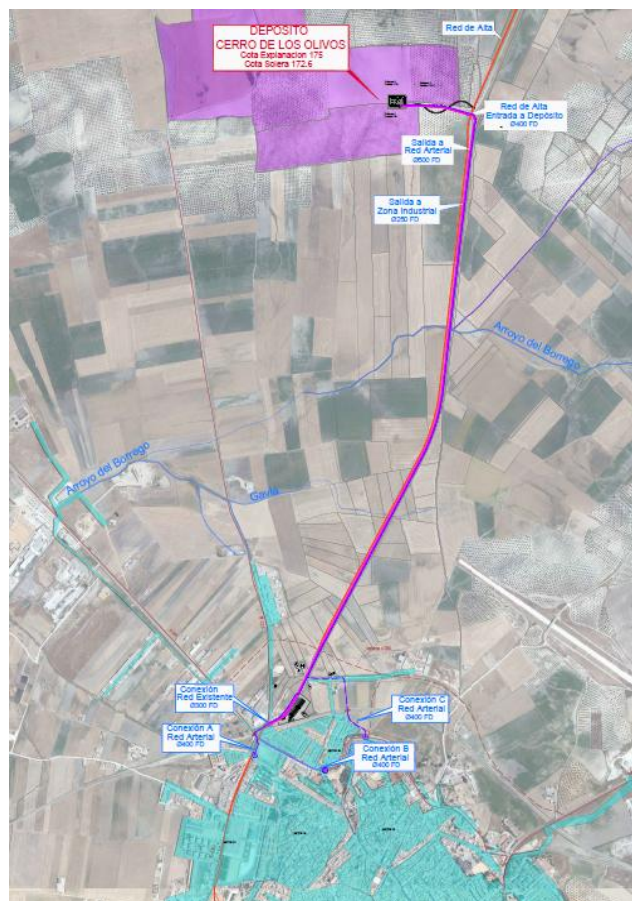 DEPOSITO
CERRO DE LOS OLIVOS
Cota Explanacion 175
Cota Solera 172.6
Red de Alta
Red de Alta
Entrada a Depósito
Ø400 FD
Salida a
Red Arterial
Ø600 FD
Salida a
Zona Industrial
Ø250 FD
Arroyo del Borrego
Arroyo del Borrego
Gavia
Conexión
Red Existente
Ø300 FD
Conexión A
Red Arterial
Ø400 FD
Conexión C
Red Arterial
Ø400 FD
Conexión B
Red Arterial
Ø400 FD